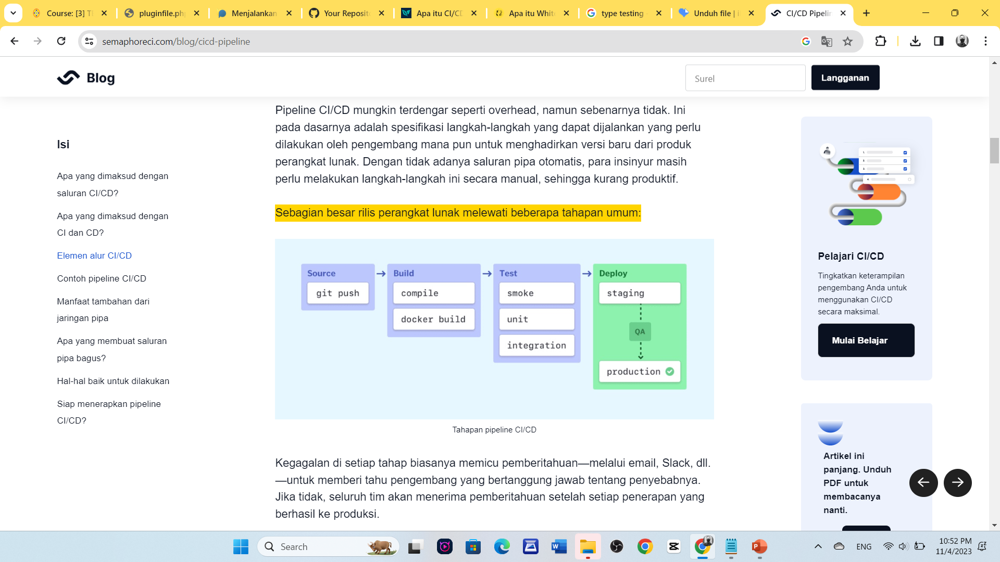 Course: [3] T
pluginfile.ph
Menjalankan
Your Reposit
Apa itu CI/CD
Apa itu White
type testing
Unduh file | i
CI/CD Pipelin
semaphoreci.com/blog/cicd-pipeline
Blog
Surel
Langganan
Isi
Apa yang dimaksud dengan
saluran CI/CD?
Apa yang dimaksud dengan
CI dan CD?
Elemen alur CI/CD
Contoh pipeline CI/CD
Manfaat tambahan dari
jaringan pipa
Apa yang membuat saluran
pipa bagus?
Hal-hal baik untuk dilakukan
Siap menerapkan pipeline
CI/CD?
Pipeline CI/CD mungkin terdengar seperti overhead, namun sebenarnya tidak. Ini
pada dasarnya adalah spesifikasi langkah-langkah yang dapat dijalankan yang perlu
dilakukan oleh pengembang mana pun untuk menghadirkan versi baru dari produk
perangkat lunak. Dengan tidak adanya saluran pipa otomatis, para insinyur masih
perlu melakukan langkah-langkah ini secara manual, sehingga kurang produktif.
Sebagian besar rilis perangkat lunak melewati beberapa tahapan umum:
Source
git push
Build
compile
docker build
Test
smoke
unit
integration
Deploy
staging
QA
production
Tahapan pipeline CI/CD
Kegagalan di setiap tahap biasanya memicu pemberitahuan—melalui email, Slack, dll.
—untuk memberi tahu pengembang yang bertanggung jawab tentang penyebabnya.
Jika tidak, seluruh tim akan menerima pemberitahuan setelah setiap penerapan yang
berhasil ke produksi.
Pelajari CI/CD
Tingkatkan keterampilan
pengembang Anda untuk
menggunakan CI/CD
secara maksimal.
Mulai Belajar
Artikel ini
panjang. Unduh
PDF untuk
membacanya
nanti.
Search
ENG
10:52 PM
11/4/2023